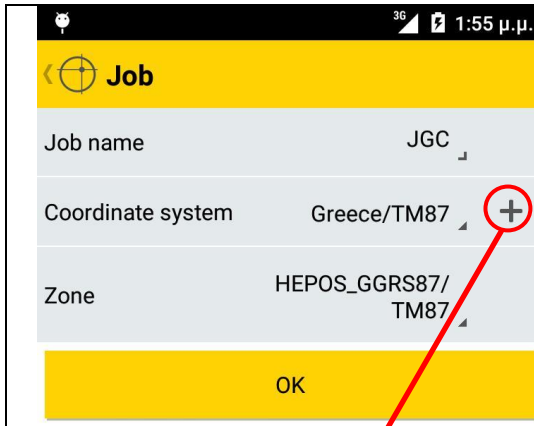 3G 1:55 μ.μ.
Job
Job name JGC
Coordinate system Greece/TM87
Zone HEPOS_GGRS87/
TM87
OK